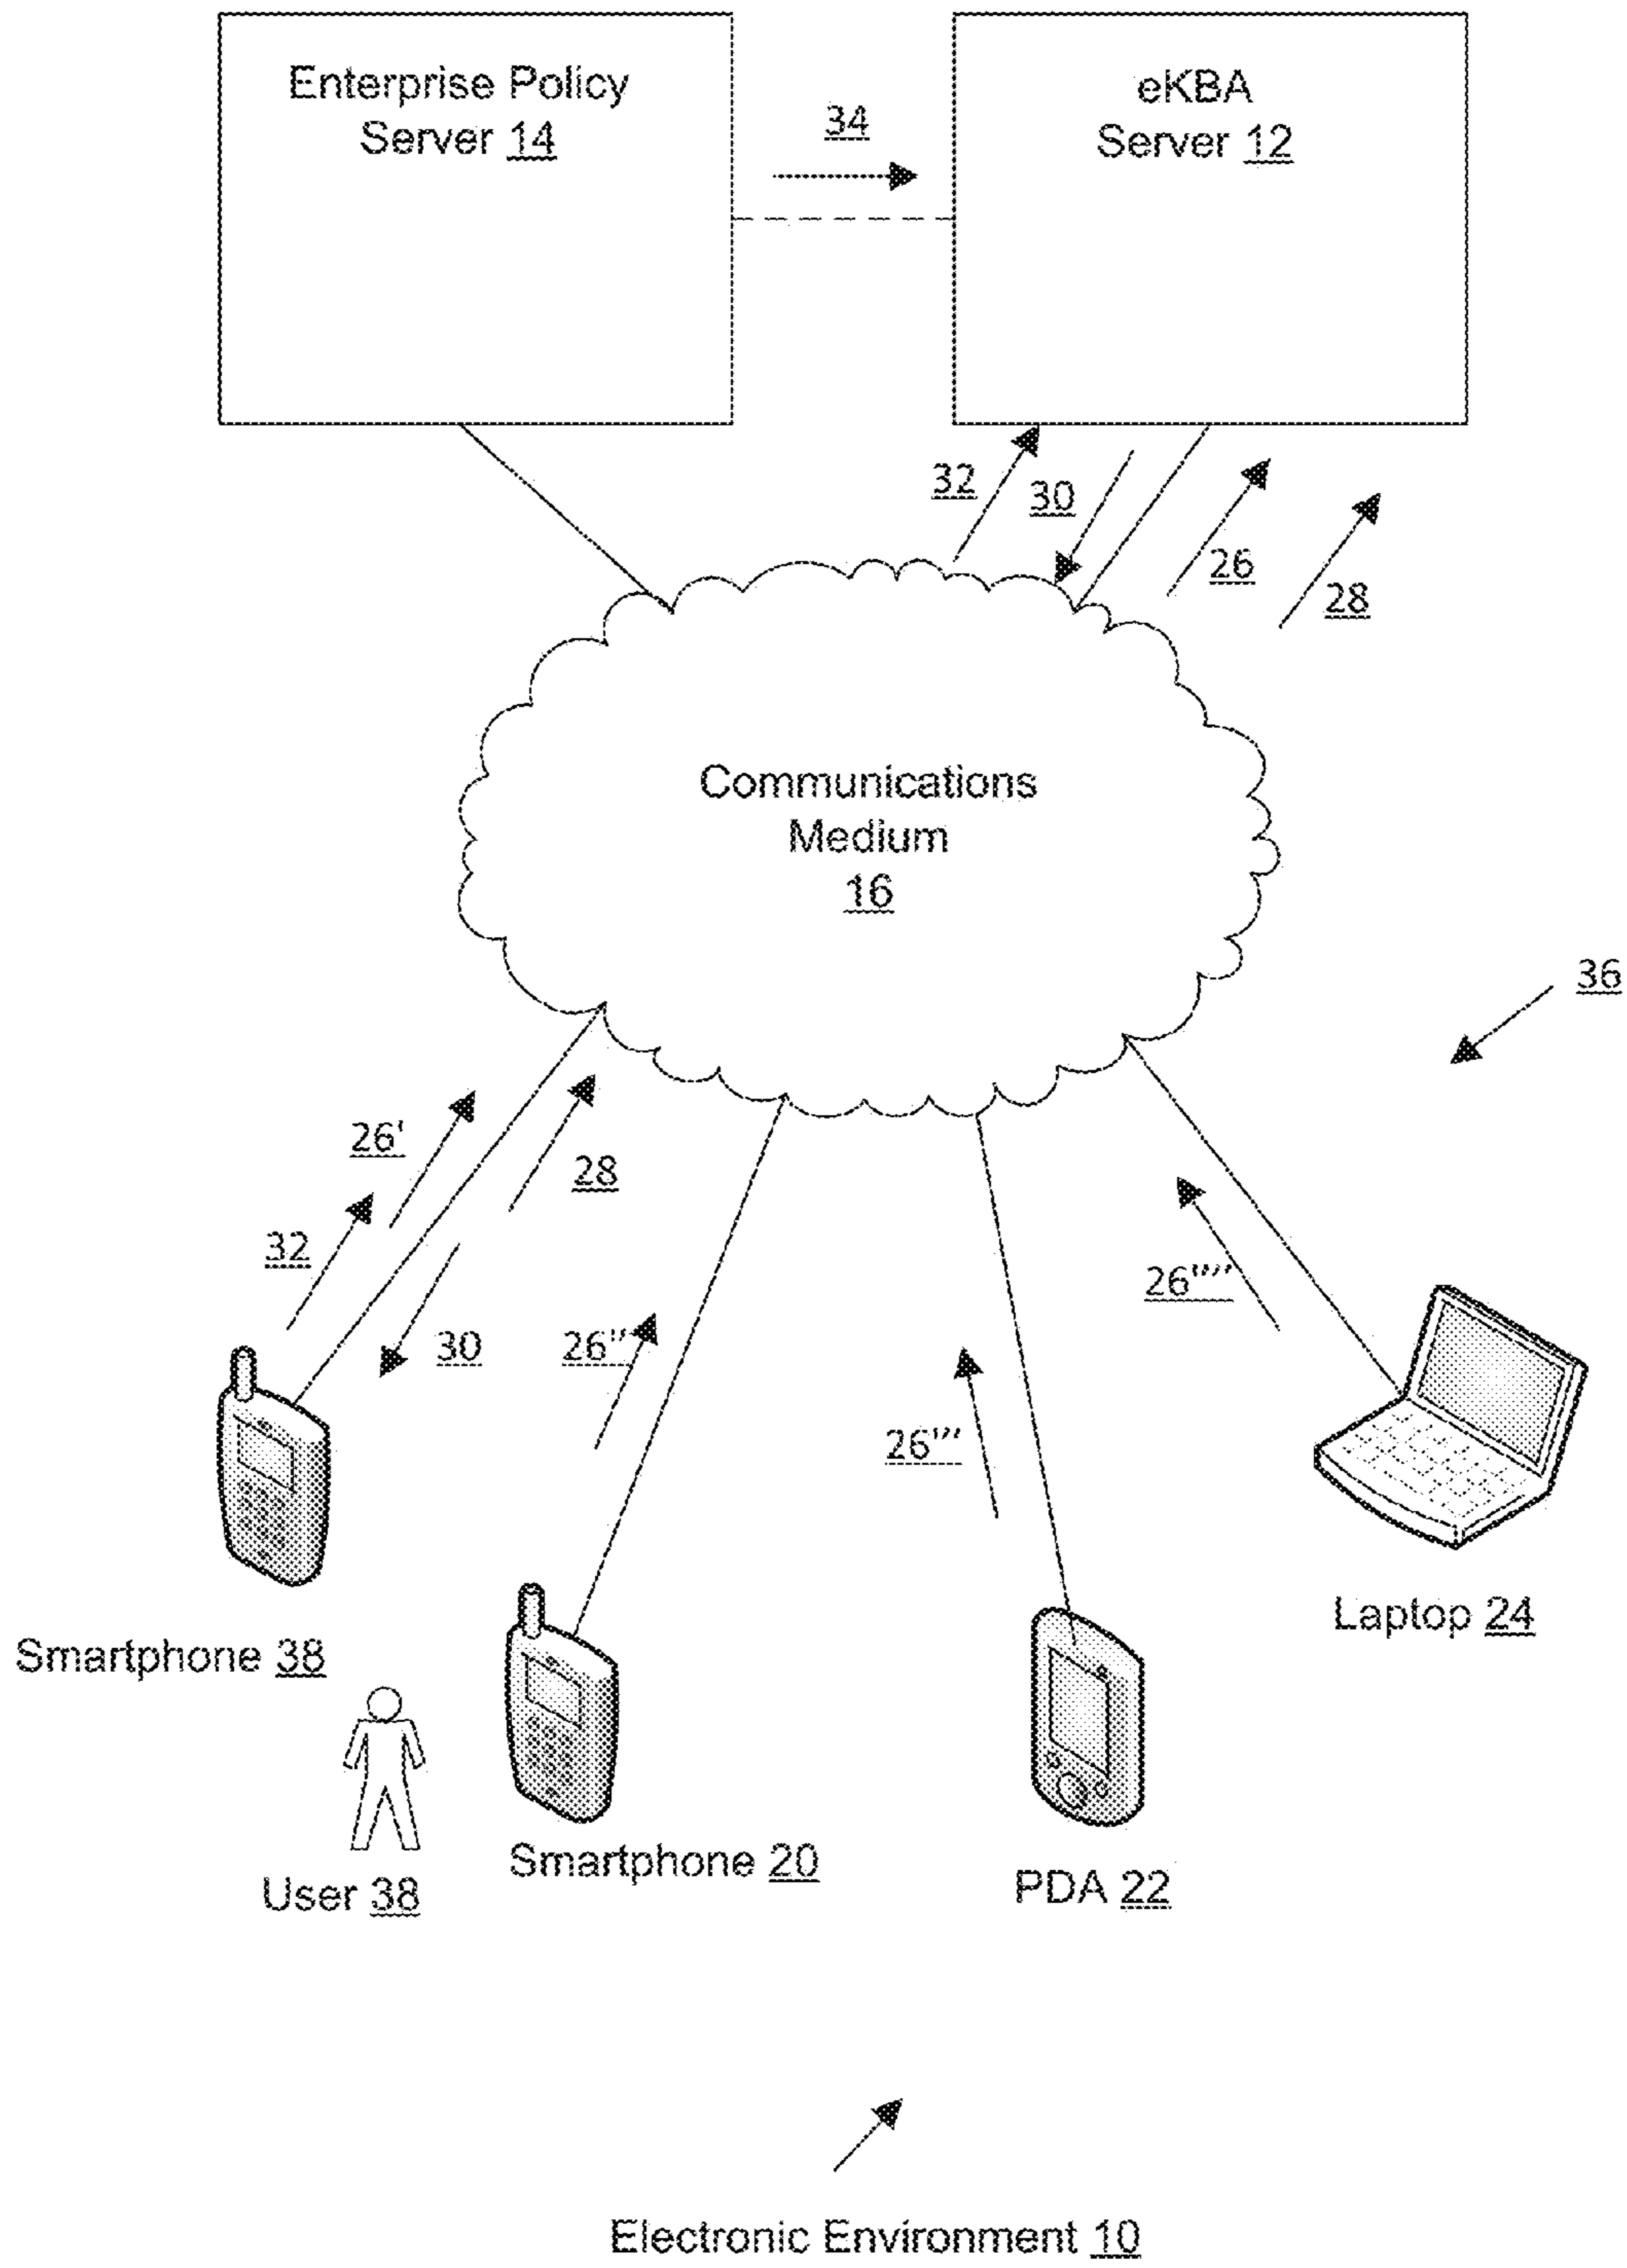 Enterprise Policy
Server 14
34
eKBA
Server 12
32
30
26
28
Communications
Medium
16
36
26'
28
32
30
26''
26'''
26''''
Laptop 24
Smartphone 38
User 38
Smartphone 20
PDA 22
Electronic Environment 10